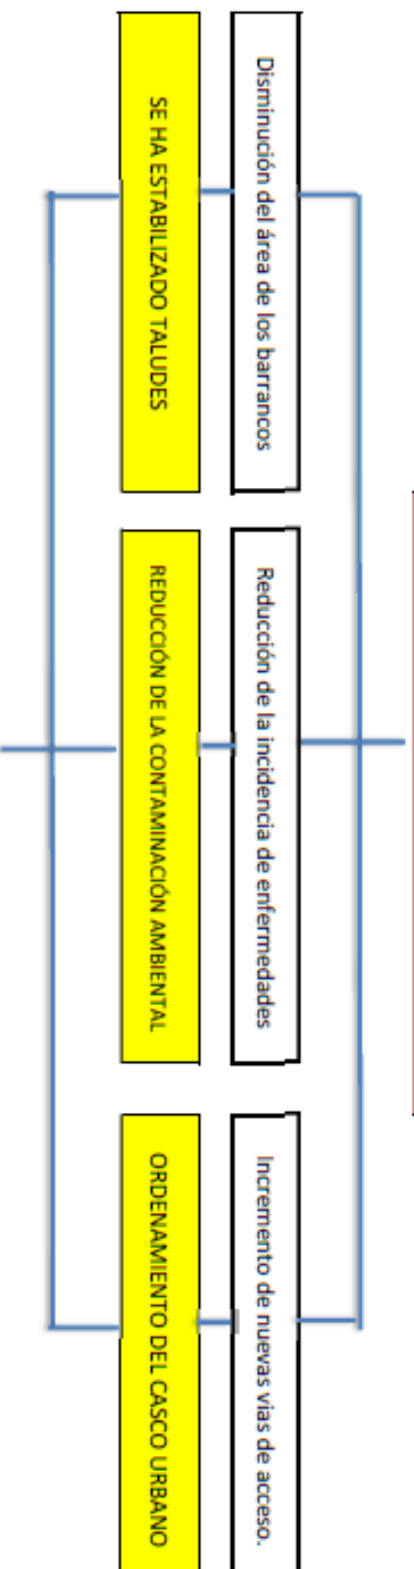 Disminución del área de los barrancos
Reducción de la incidencia de enfermedades
Incremento de nuevas vias de acceso.
SE HA ESTABILIZADO TALUDES
REDUCCIÓN DE LA CONTAMINACIÓN AMBIENTAL
ORDENAMIENTO DEL CASCO URBANO